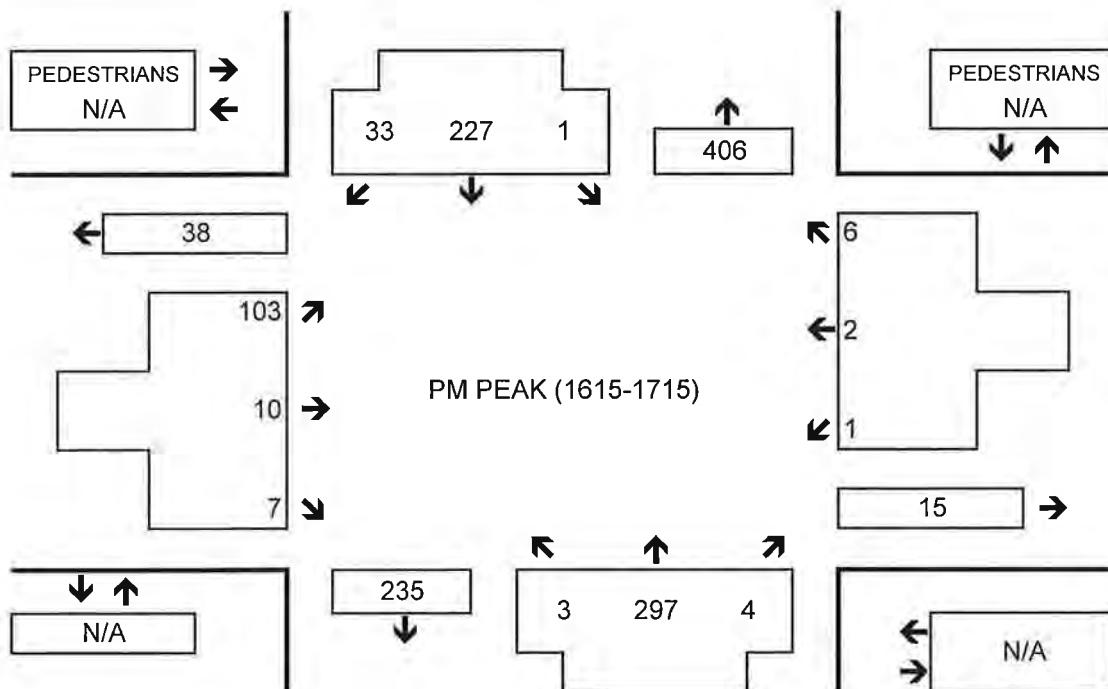 PEDESTRIANS
N/A
33 227 1
406
PEDESTRIANS
N/A
38
6
103
2
PM PEAK (1615-1715)
10
1
7
15
235
3 297 4
N/A
N/A